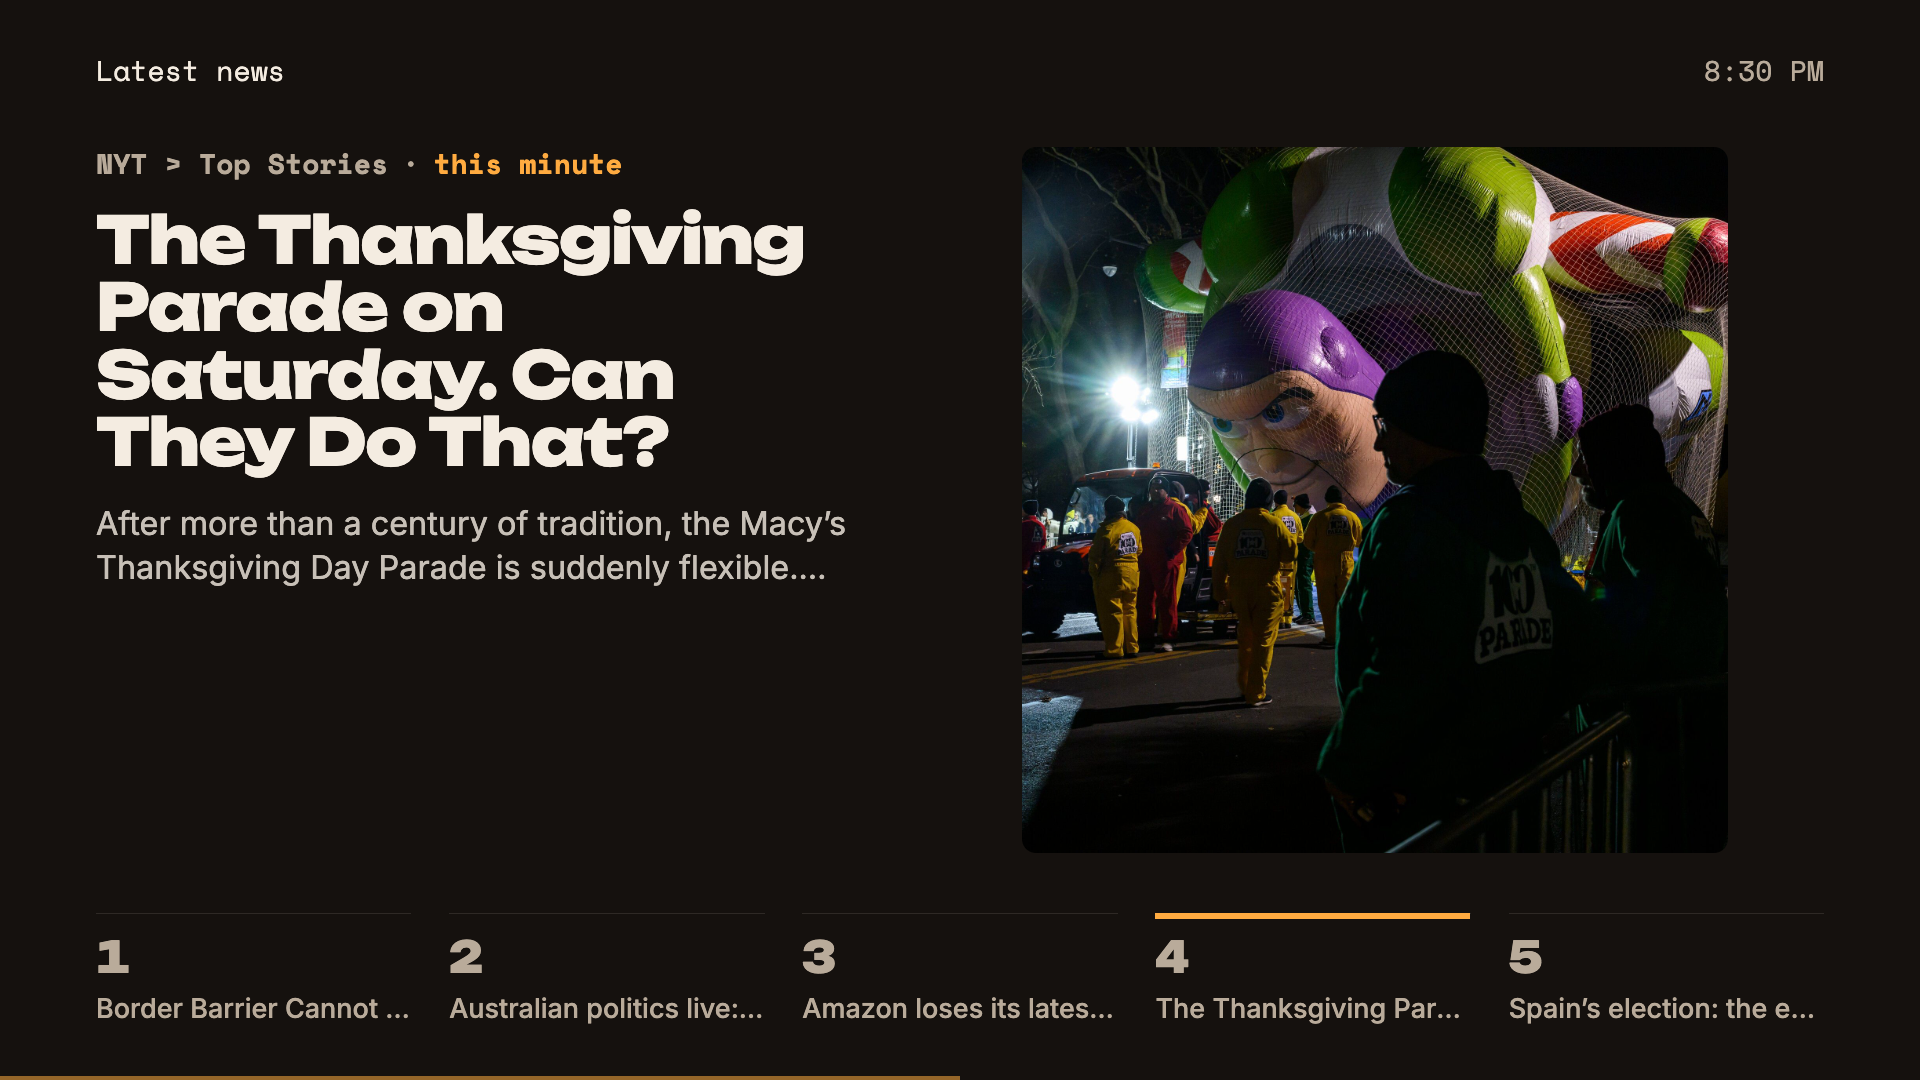 Latest news
8:30 PM
NYT > Top Stories · this minute
The Thanksgiving
Parade on
Saturday. Can
They Do That?
After more than a century of tradition, the Macy's
Thanksgiving Day Parade is suddenly flexible....
100
PARADE
1
Border Barrier Cannot ...
2
Australian politics live:...
3
Amazon loses its lates...
4
The Thanksgiving Par...
5
Spain's election: the e...